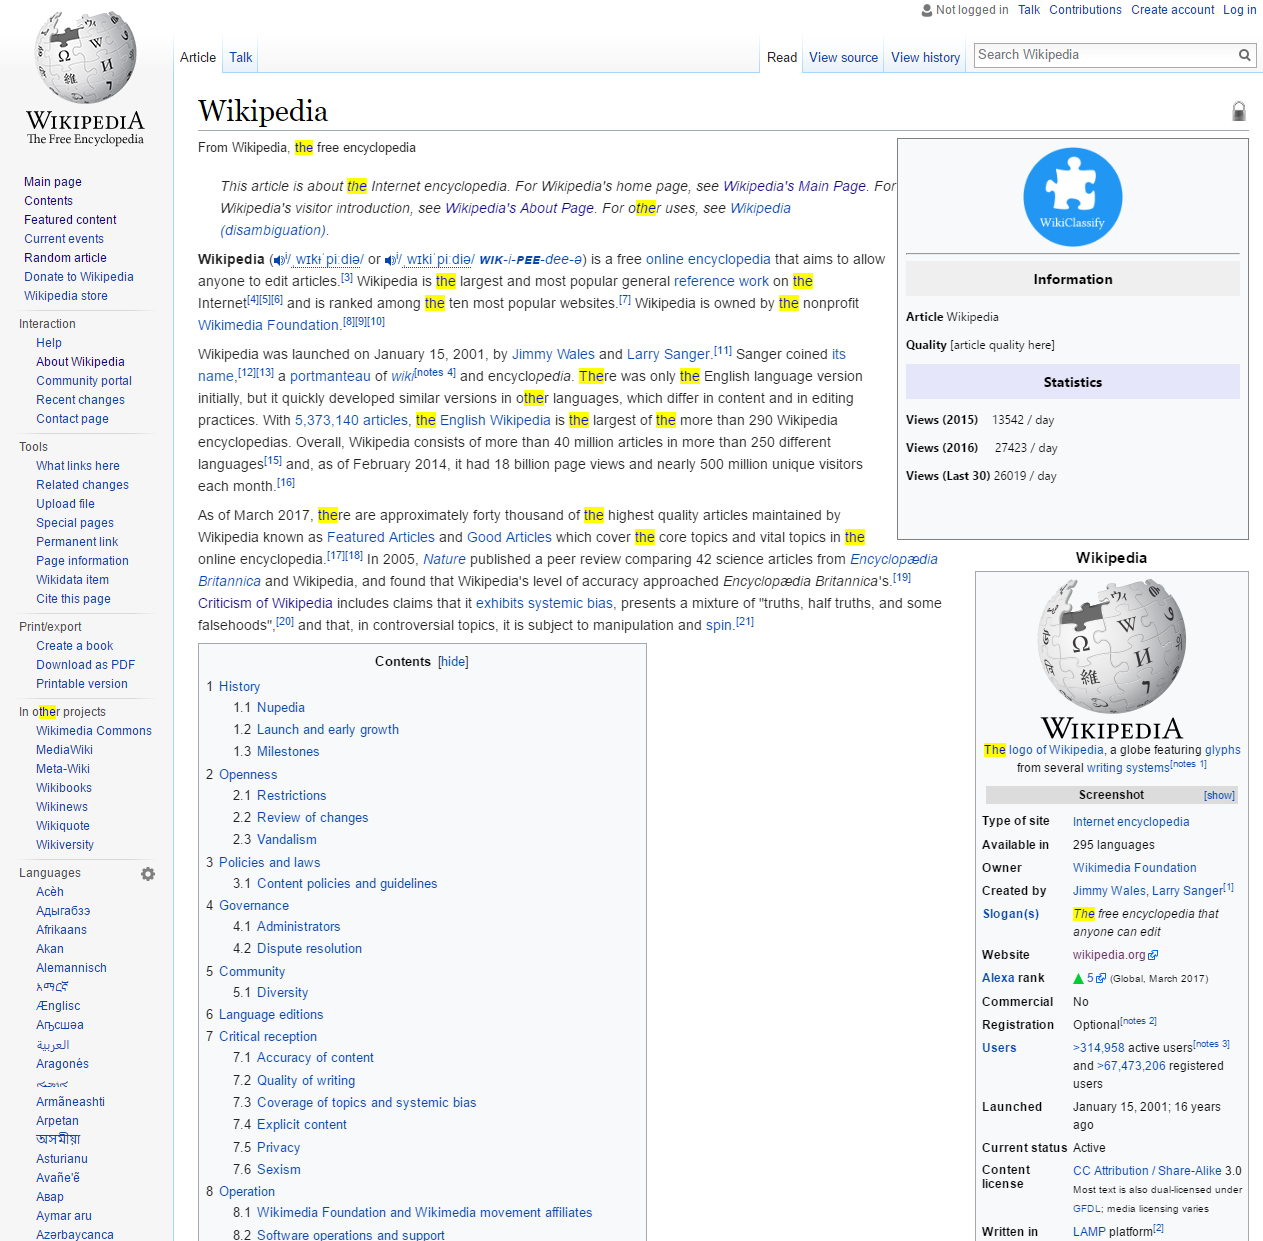 Not logged in Talk Contributions Create account Log in
Article Talk
Read View source View history Search Wikipedia
WIKIPEDIA
The Free Encyclopedia
Main page
Contents
Featured content
Current events
Random article
Donate to Wikipedia
Wikipedia store
Interaction
Help
About Wikipedia
Community portal
Recent changes
Contact page
Tools
What links here
Related changes
Upload file
Special pages
Permanent link
Page information
Wikidata item
Cite this page
Print/export
Create a book
Download as PDF
Printable version
In other projects
Wikimedia Commons
MediaWiki
Meta-Wiki
Wikibooks
Wikinews
Wikiquote
Wikiversity
Languages
Acèh
Адыгабзэ
Afrikaans
Akan
Alemannisch
አማርኛ
Ænglisc
Аҧсшәа
العربية
Aragonés
Armãneashti
Arpetan
অসমীয়া
Asturianu
Avañe'ẽ
Авар
Aymar aru
Azərbaycanca
Wikipedia
From Wikipedia, the free encyclopedia
This article is about the Internet encyclopedia. For Wikipedia's home page, see Wikipedia's Main Page. For
Wikipedia's visitor introduction, see Wikipedia's About Page. For other uses, see Wikipedia
(disambiguation).
Wikipedia (i/ˌwɪkᵻˈpiːdiə/ or i/ˌwɪkiˈpiːdiə/ WIK-i-PEE-dee-ə) is a free online encyclopedia that aims to allow
anyone to edit articles.[3] Wikipedia is the largest and most popular general reference work on the
Internet[4][5][6] and is ranked among the ten most popular websites.[7] Wikipedia is owned by the nonprofit
Wikimedia Foundation.[8][9][10]
Wikipedia was launched on January 15, 2001, by Jimmy Wales and Larry Sanger.[11] Sanger coined its
name,[12][13] a portmanteau of wiki[notes 4] and encyclopedia. There was only the English language version
initially, but it quickly developed similar versions in other languages, which differ in content and in editing
practices. With 5,373,140 articles, the English Wikipedia is the largest of the more than 290 Wikipedia
encyclopedias. Overall, Wikipedia consists of more than 40 million articles in more than 250 different
languages[15] and, as of February 2014, it had 18 billion page views and nearly 500 million unique visitors
each month.[16]
As of March 2017, there are approximately forty thousand of the highest quality articles maintained by
Wikipedia known as Featured Articles and Good Articles which cover the core topics and vital topics in the
online encyclopedia.[17][18] In 2005, Nature published a peer review comparing 42 science articles from Encyclopædia
Britannica and Wikipedia, and found that Wikipedia's level of accuracy approached Encyclopædia Britannica's.[19]
Criticism of Wikipedia includes claims that it exhibits systemic bias, presents a mixture of "truths, half truths, and some
falsehoods",[20] and that, in controversial topics, it is subject to manipulation and spin.[21]
Contents [hide]
1 History
1.1 Nupedia
1.2 Launch and early growth
1.3 Milestones
2 Openness
2.1 Restrictions
2.2 Review of changes
2.3 Vandalism
3 Policies and laws
3.1 Content policies and guidelines
4 Governance
4.1 Administrators
4.2 Dispute resolution
5 Community
5.1 Diversity
6 Language editions
7 Critical reception
7.1 Accuracy of content
7.2 Quality of writing
7.3 Coverage of topics and systemic bias
7.4 Explicit content
7.5 Privacy
7.6 Sexism
8 Operation
8.1 Wikimedia Foundation and Wikimedia movement affiliates
8.2 Software operations and support
WikiClassify
Information
Article Wikipedia
Quality [article quality here]
Statistics
Views (2015) 13542 / day
Views (2016) 27423 / day
Views (Last 30) 26019 / day
Wikipedia
WIKIPEDIA
The logo of Wikipedia, a globe featuring glyphs
from several writing systems[notes 1]
Screenshot [show]
Type of site Internet encyclopedia
Available in 295 languages
Owner Wikimedia Foundation
Created by Jimmy Wales, Larry Sanger[1]
Slogan(s) The free encyclopedia that
anyone can edit
Website wikipedia.org
Alexa rank ▲ 5 (Global, March 2017)
Commercial No
Registration Optional[notes 2]
Users >314,958 active users[notes 3]
and >67,473,206 registered
users
Launched January 15, 2001; 16 years
ago
Current status Active
Content
license
CC Attribution / Share-Alike 3.0
Most text is also dual-licensed under
GFDL; media licensing varies
Written in LAMP platform[2]